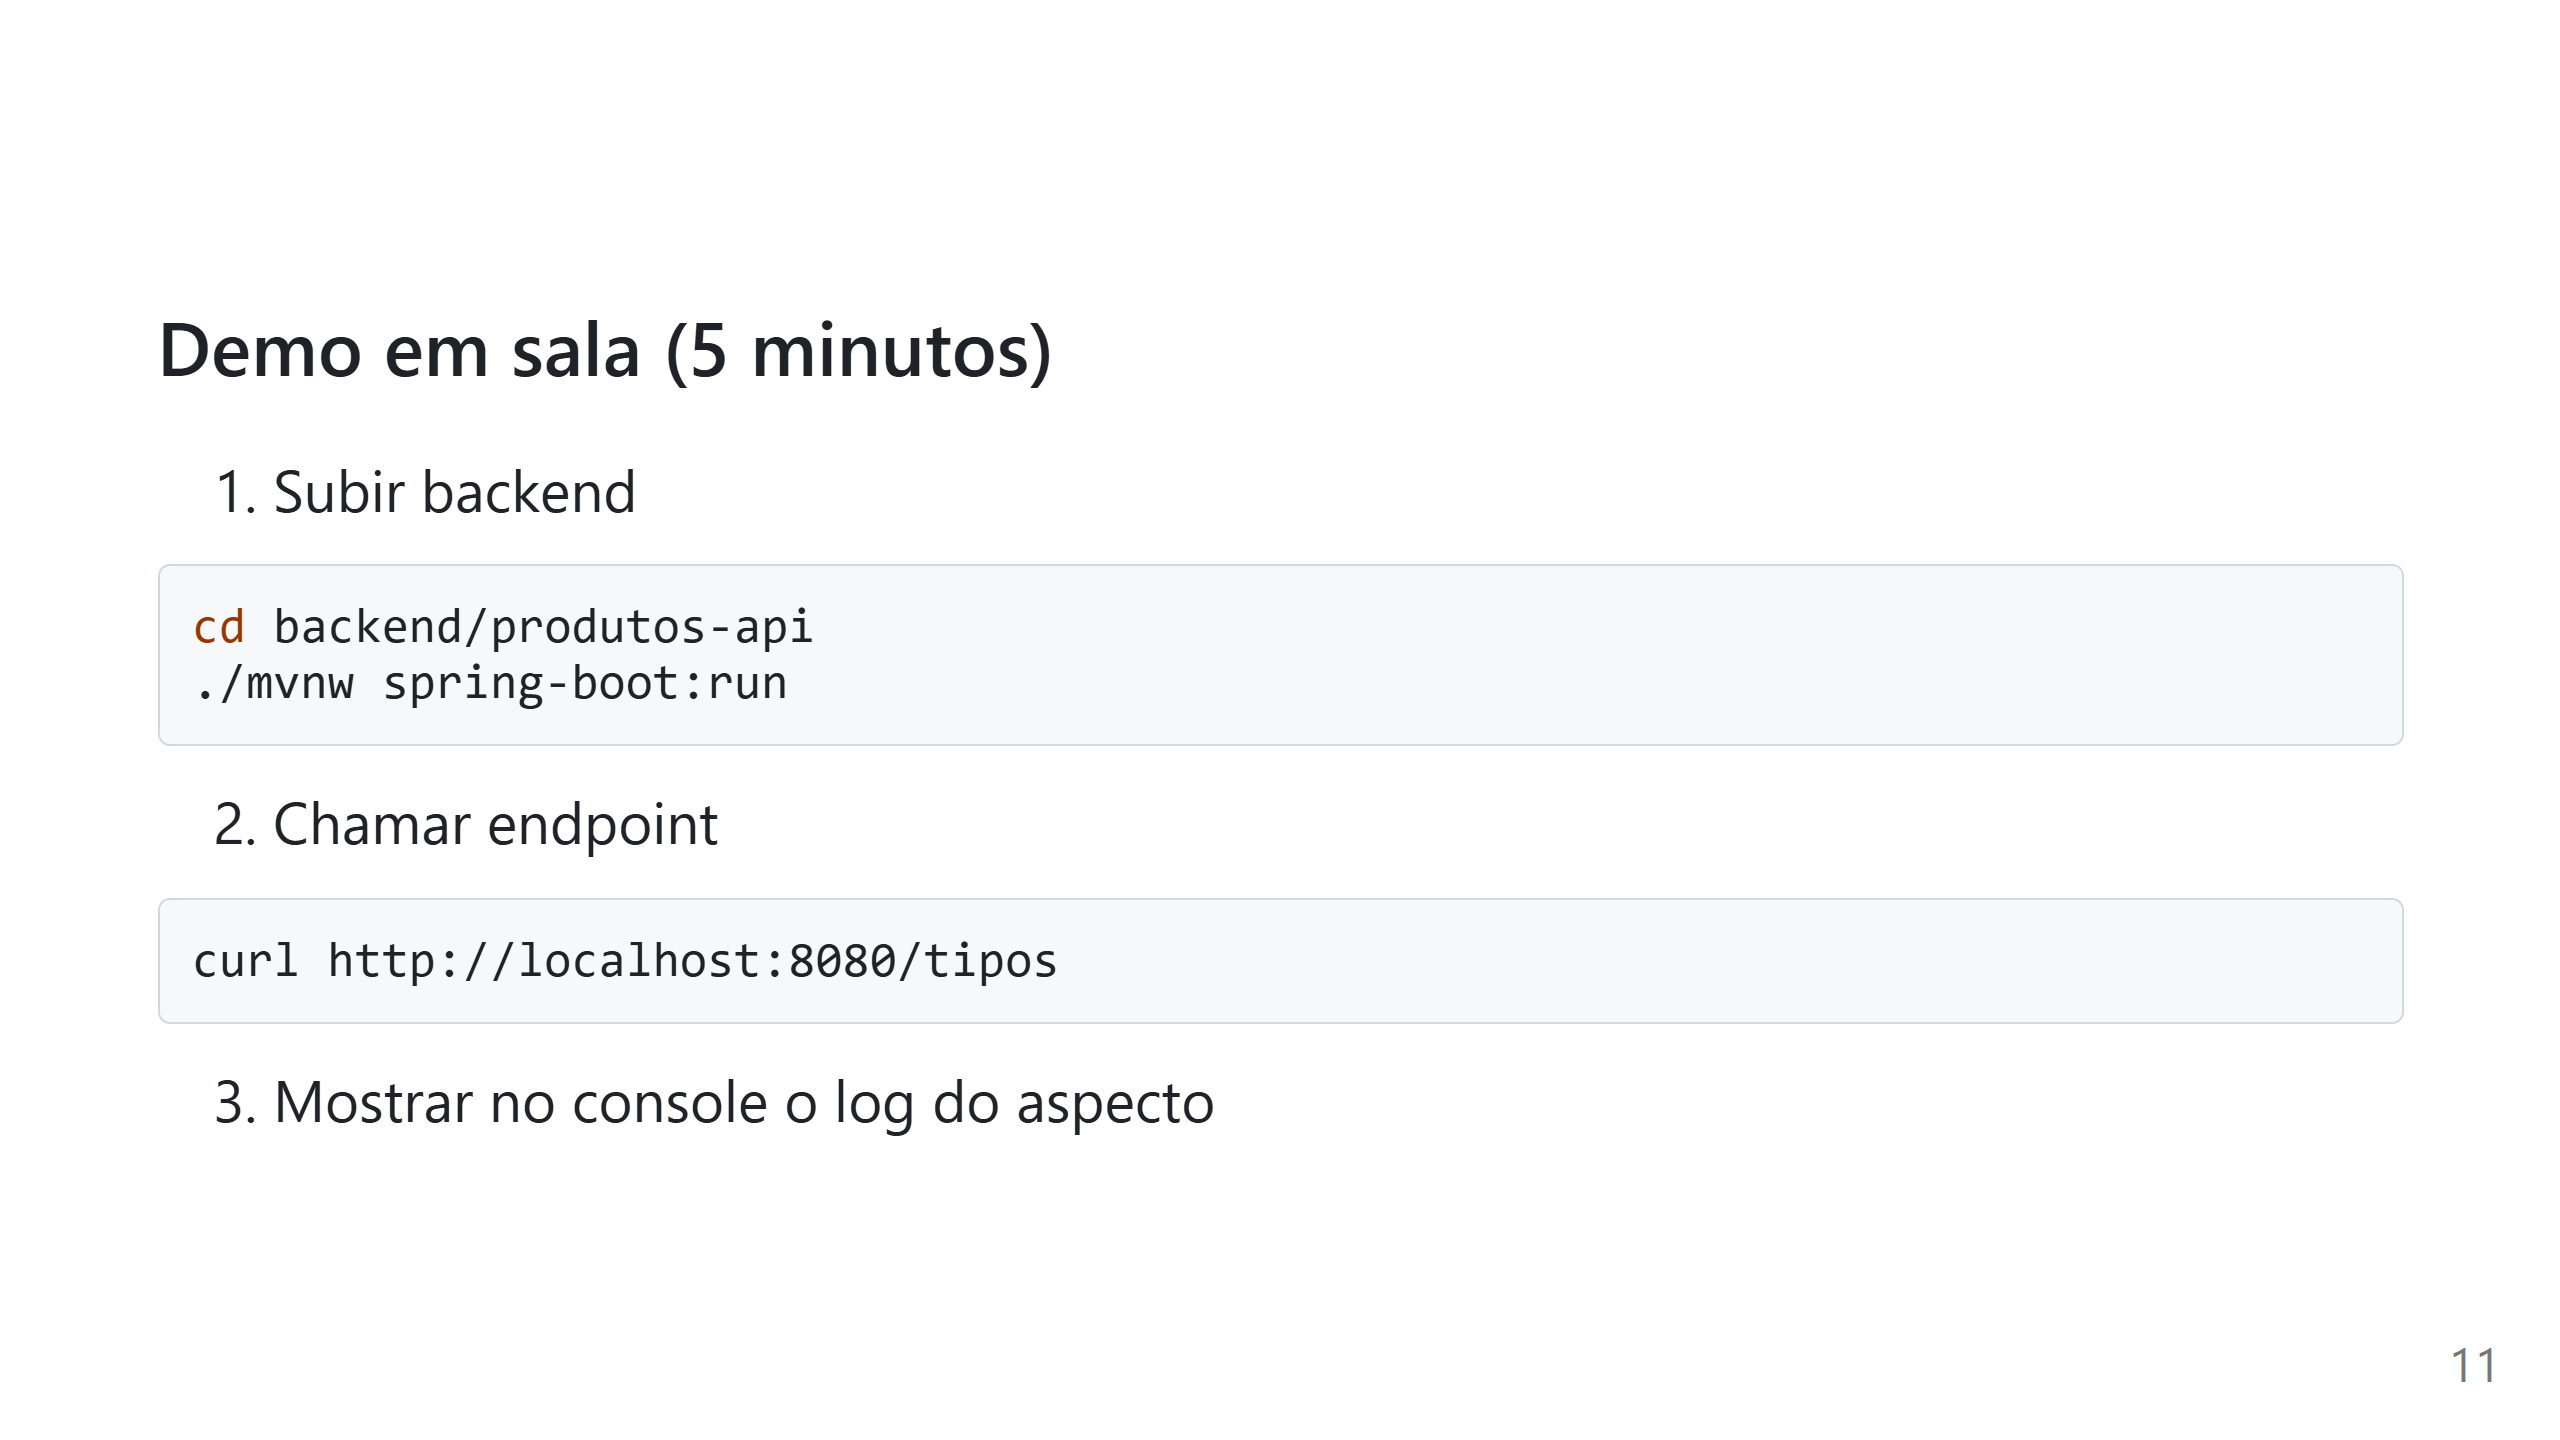 Demo em sala (5 minutos)
1. Subir backend
cd backend/produtos-api
./mvnw spring-boot:run
2. Chamar endpoint
curl http://localhost:8080/tipos
3. Mostrar no console o log do aspecto
11